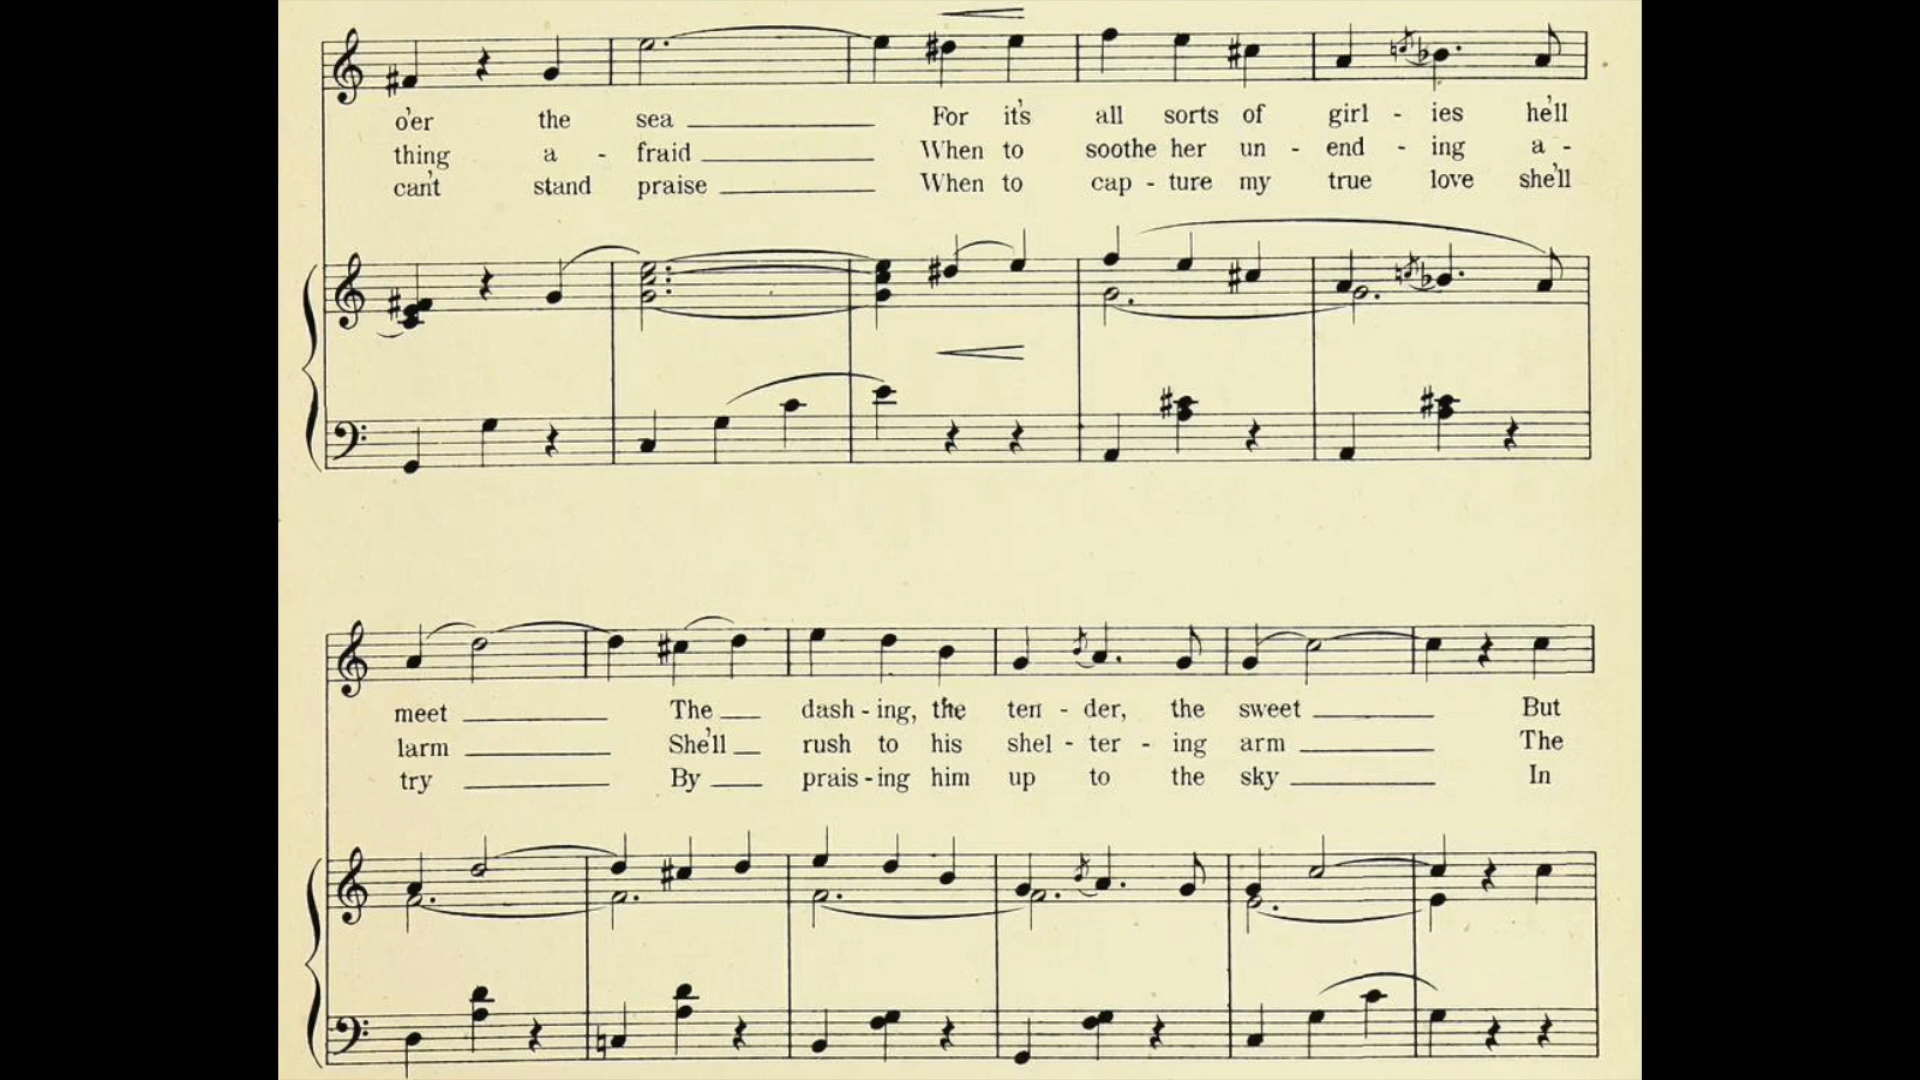 o'er the sea For it's all sorts of girl - ies he'll
thing a - fraid When to soothe her un - end - ing a -
can't stand praise When to cap - ture my true love she'll
meet The dash - ing, the ten - der, the sweet But
larm She'll rush to his shel - ter - ing arm The
try By prais - ing him up to the sky In